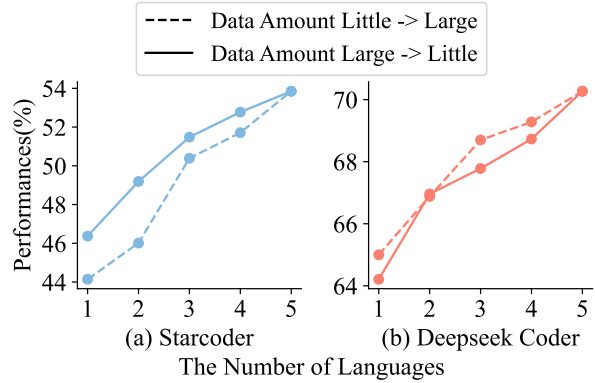 Data Amount Little -> Large
Data Amount Large -> Little
Performances(%)
54
52
50
48
46
44
1 2 3 4 5
(a) Starcoder
70
68
66
64
1 2 3 4 5
(b) Deepseek Coder
The Number of Languages